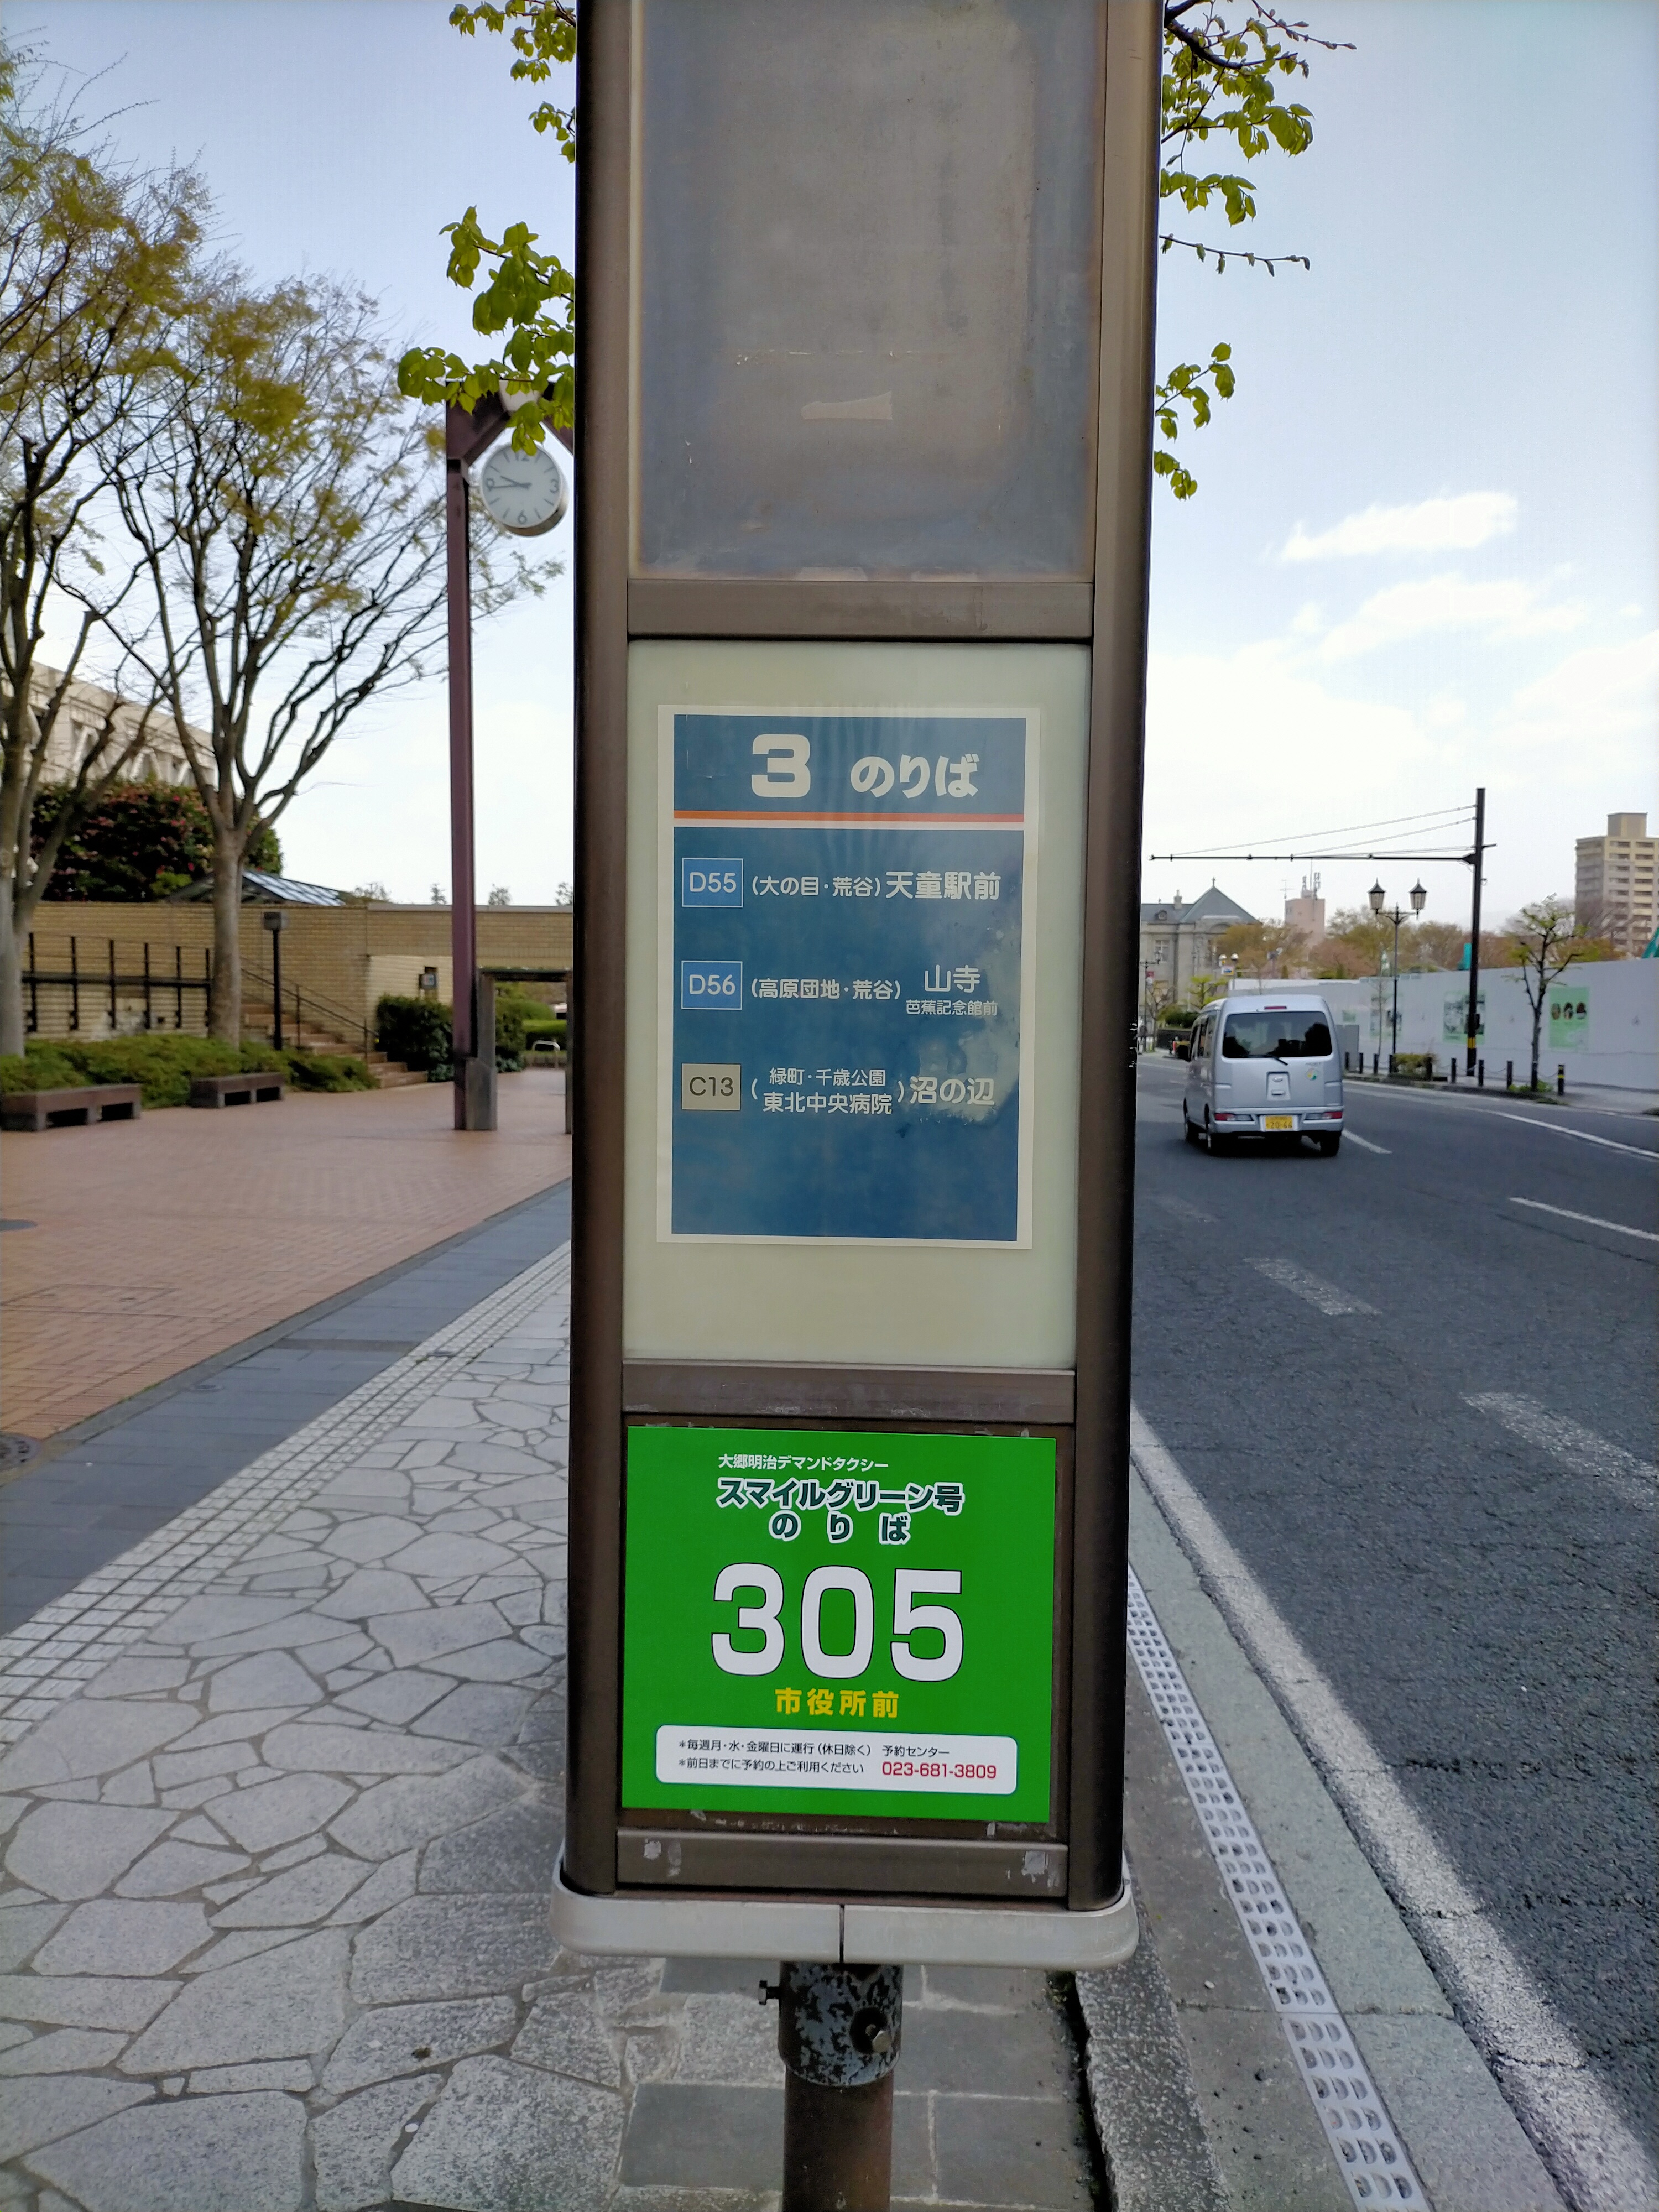 12
9 3
6
3 のりば
D55 (大の目・荒谷) 天童駅前
D56 (高原団地・荒谷) 山寺
芭蕉記念館前
C13 (緑町・千歳公園
東北中央病院) 沼の辺
大郷明治デマンドタクシー
スマイルグリーン号
のりば
305
市役所前
*毎週月・水・金曜日に運行(休日除く) 予約センター
*前日までに予約の上ご利用ください 023-681-3809